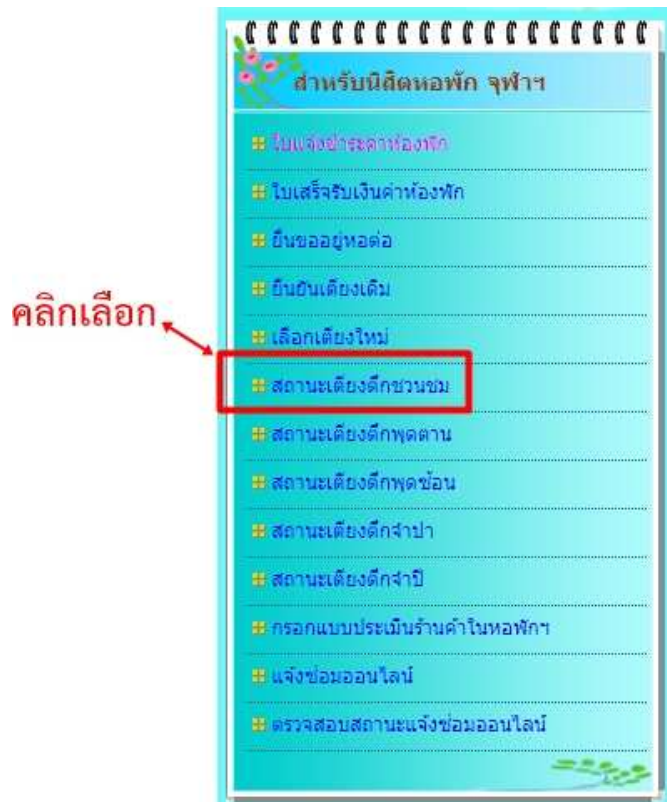 สำหรับนิสิตหอพัก จุฬาฯ
ใบแจ้งชำระค่าห้องพัก
ใบเสร็จรับเงินค่าห้องพัก
ยื่นขออยู่หอต่อ
ยืนยันเตียงเดิม
คลิกเลือก
เลือกเตียงใหม่
สถานะเตียงตึกชวนชม
สถานะเตียงตึกพุดตาน
สถานะเตียงตึกพุดซ้อน
สถานะเตียงตึกจำปา
สถานะเตียงตึกจำปี
กรอกแบบประเมินร้านค้าในหอพักฯ
แจ้งซ่อมออนไลน์
ตรวจสอบสถานะแจ้งซ่อมออนไลน์